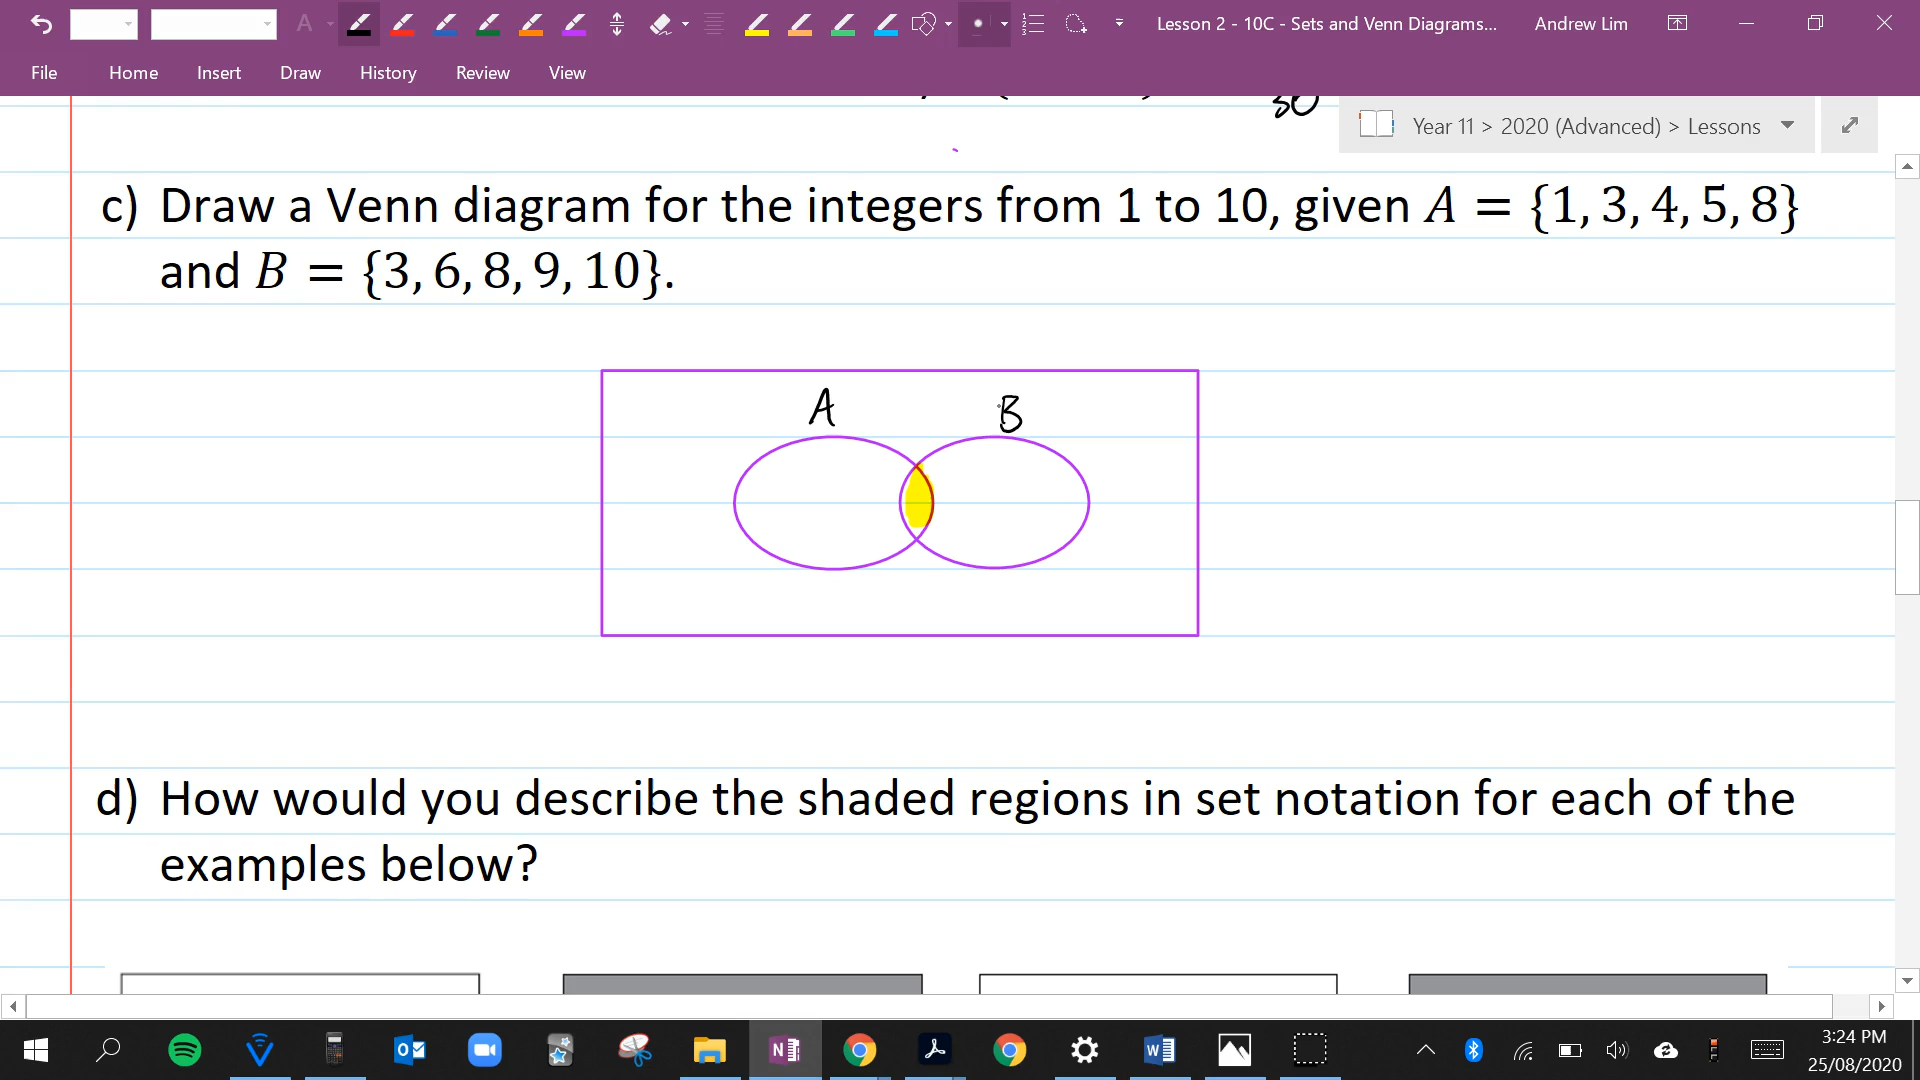 Lesson 2 - 10C - Sets and Venn Diagrams...
Andrew Lim
File Home Insert Draw History Review View
30
Year 11 > 2020 (Advanced) > Lessons
c) Draw a Venn diagram for the integers from 1 to 10, given A = {1, 3, 4, 5, 8}
and B = {3, 6, 8, 9, 10}.
A B
d) How would you describe the shaded regions in set notation for each of the
examples below?
3:24 PM
25/08/2020